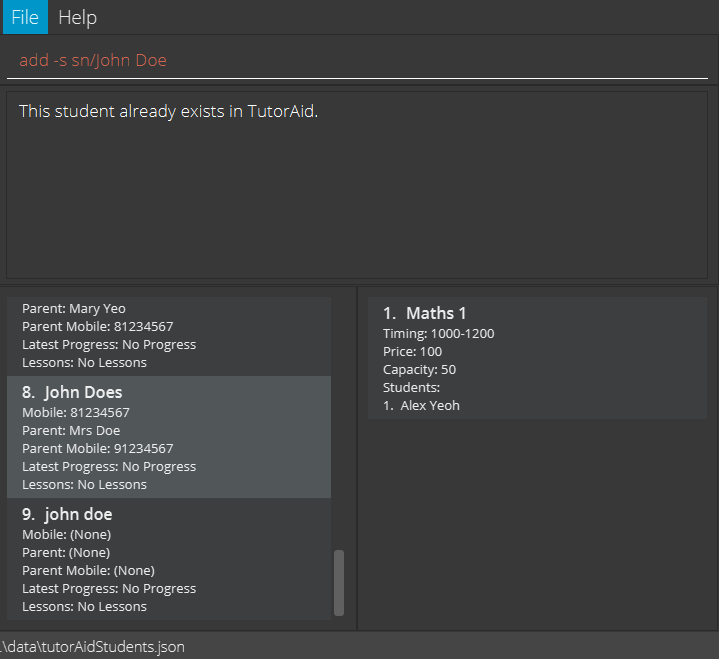 File Help
add -s sn/John Doe
This student already exists in TutorAid.
Parent: Mary Yeo
Parent Mobile: 81234567
Latest Progress: No Progress
Lessons: No Lessons
8. John Does
Mobile: 81234567
Parent: Mrs Doe
Parent Mobile: 91234567
Latest Progress: No Progress
Lessons: No Lessons
9. john doe
Mobile: (None)
Parent: (None)
Parent Mobile: (None)
Latest Progress: No Progress
Lessons: No Lessons
1. Maths 1
Timing: 1000-1200
Price: 100
Capacity: 50
Students:
1. Alex Yeoh
.\data\tutorAidStudents.json